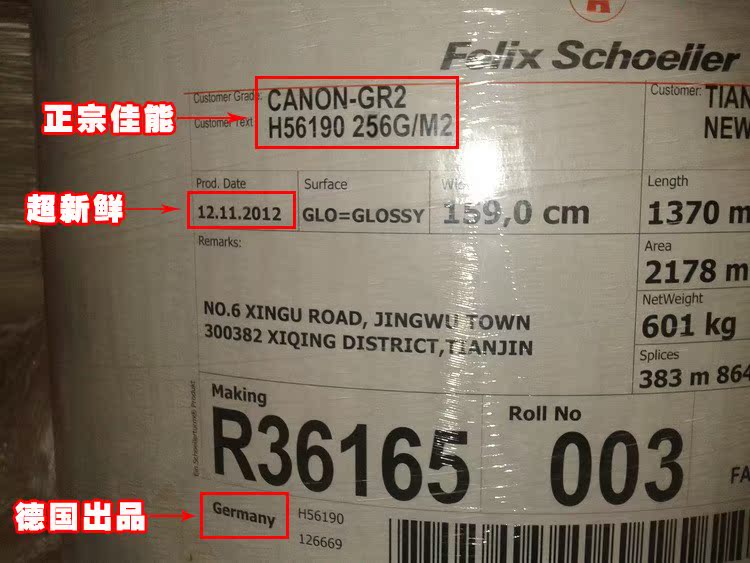 Felix Schoeller
Customer Grade: CANON-GR2
Customer Text: H56190 256G/M2
Customer: TIAN
NEW
正宗佳能
Prod. Date
12.11.2012
Surface
GLO=GLOSSY
159,0 cm
Length
1370 m
超新鲜
Remarks:
NO.6 XINGU ROAD, JINGWU TOWN
300382 XIQING DISTRICT,TIANJIN
Area
2178 m
NetWeight
601 kg
Splices
383 m 864
Making
R36165
Roll No
003
FA
德国出品
Germany
H56190
126669